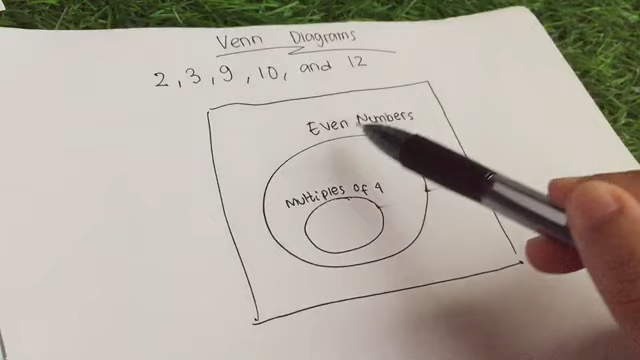 Venn Diagrams
2, 3, 9, 10, and 12
Even Numbers
Multiples of 4